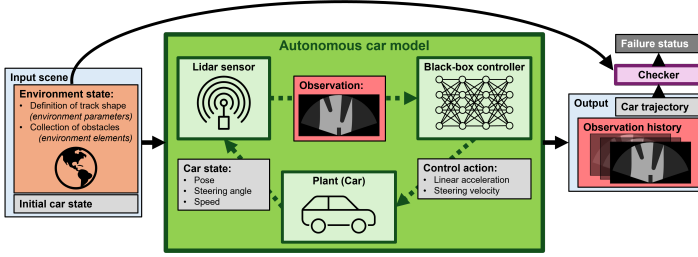 Input scene
Environment state:
• Definition of track shape
(environment parameters)
• Collection of obstacles
(environment elements)
Initial car state
Autonomous car model
Lidar sensor
Observation:
Black-box controller
Car state:
• Pose
• Steering angle
• Speed
Plant (Car)
Control action:
• Linear acceleration
• Steering velocity
Failure status
Checker
Output
Car trajectory
Observation history